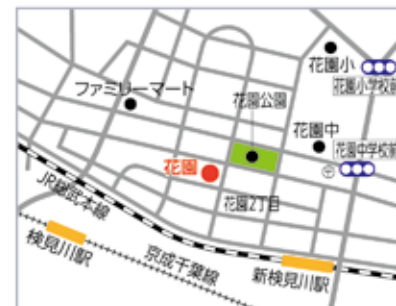 花園小
花園小学校前
ファミリーマート
花園公園
花園中
花園中学校前
花園
花園2丁目
JR総武本線
検見川駅
京成千葉線
新検見川駅